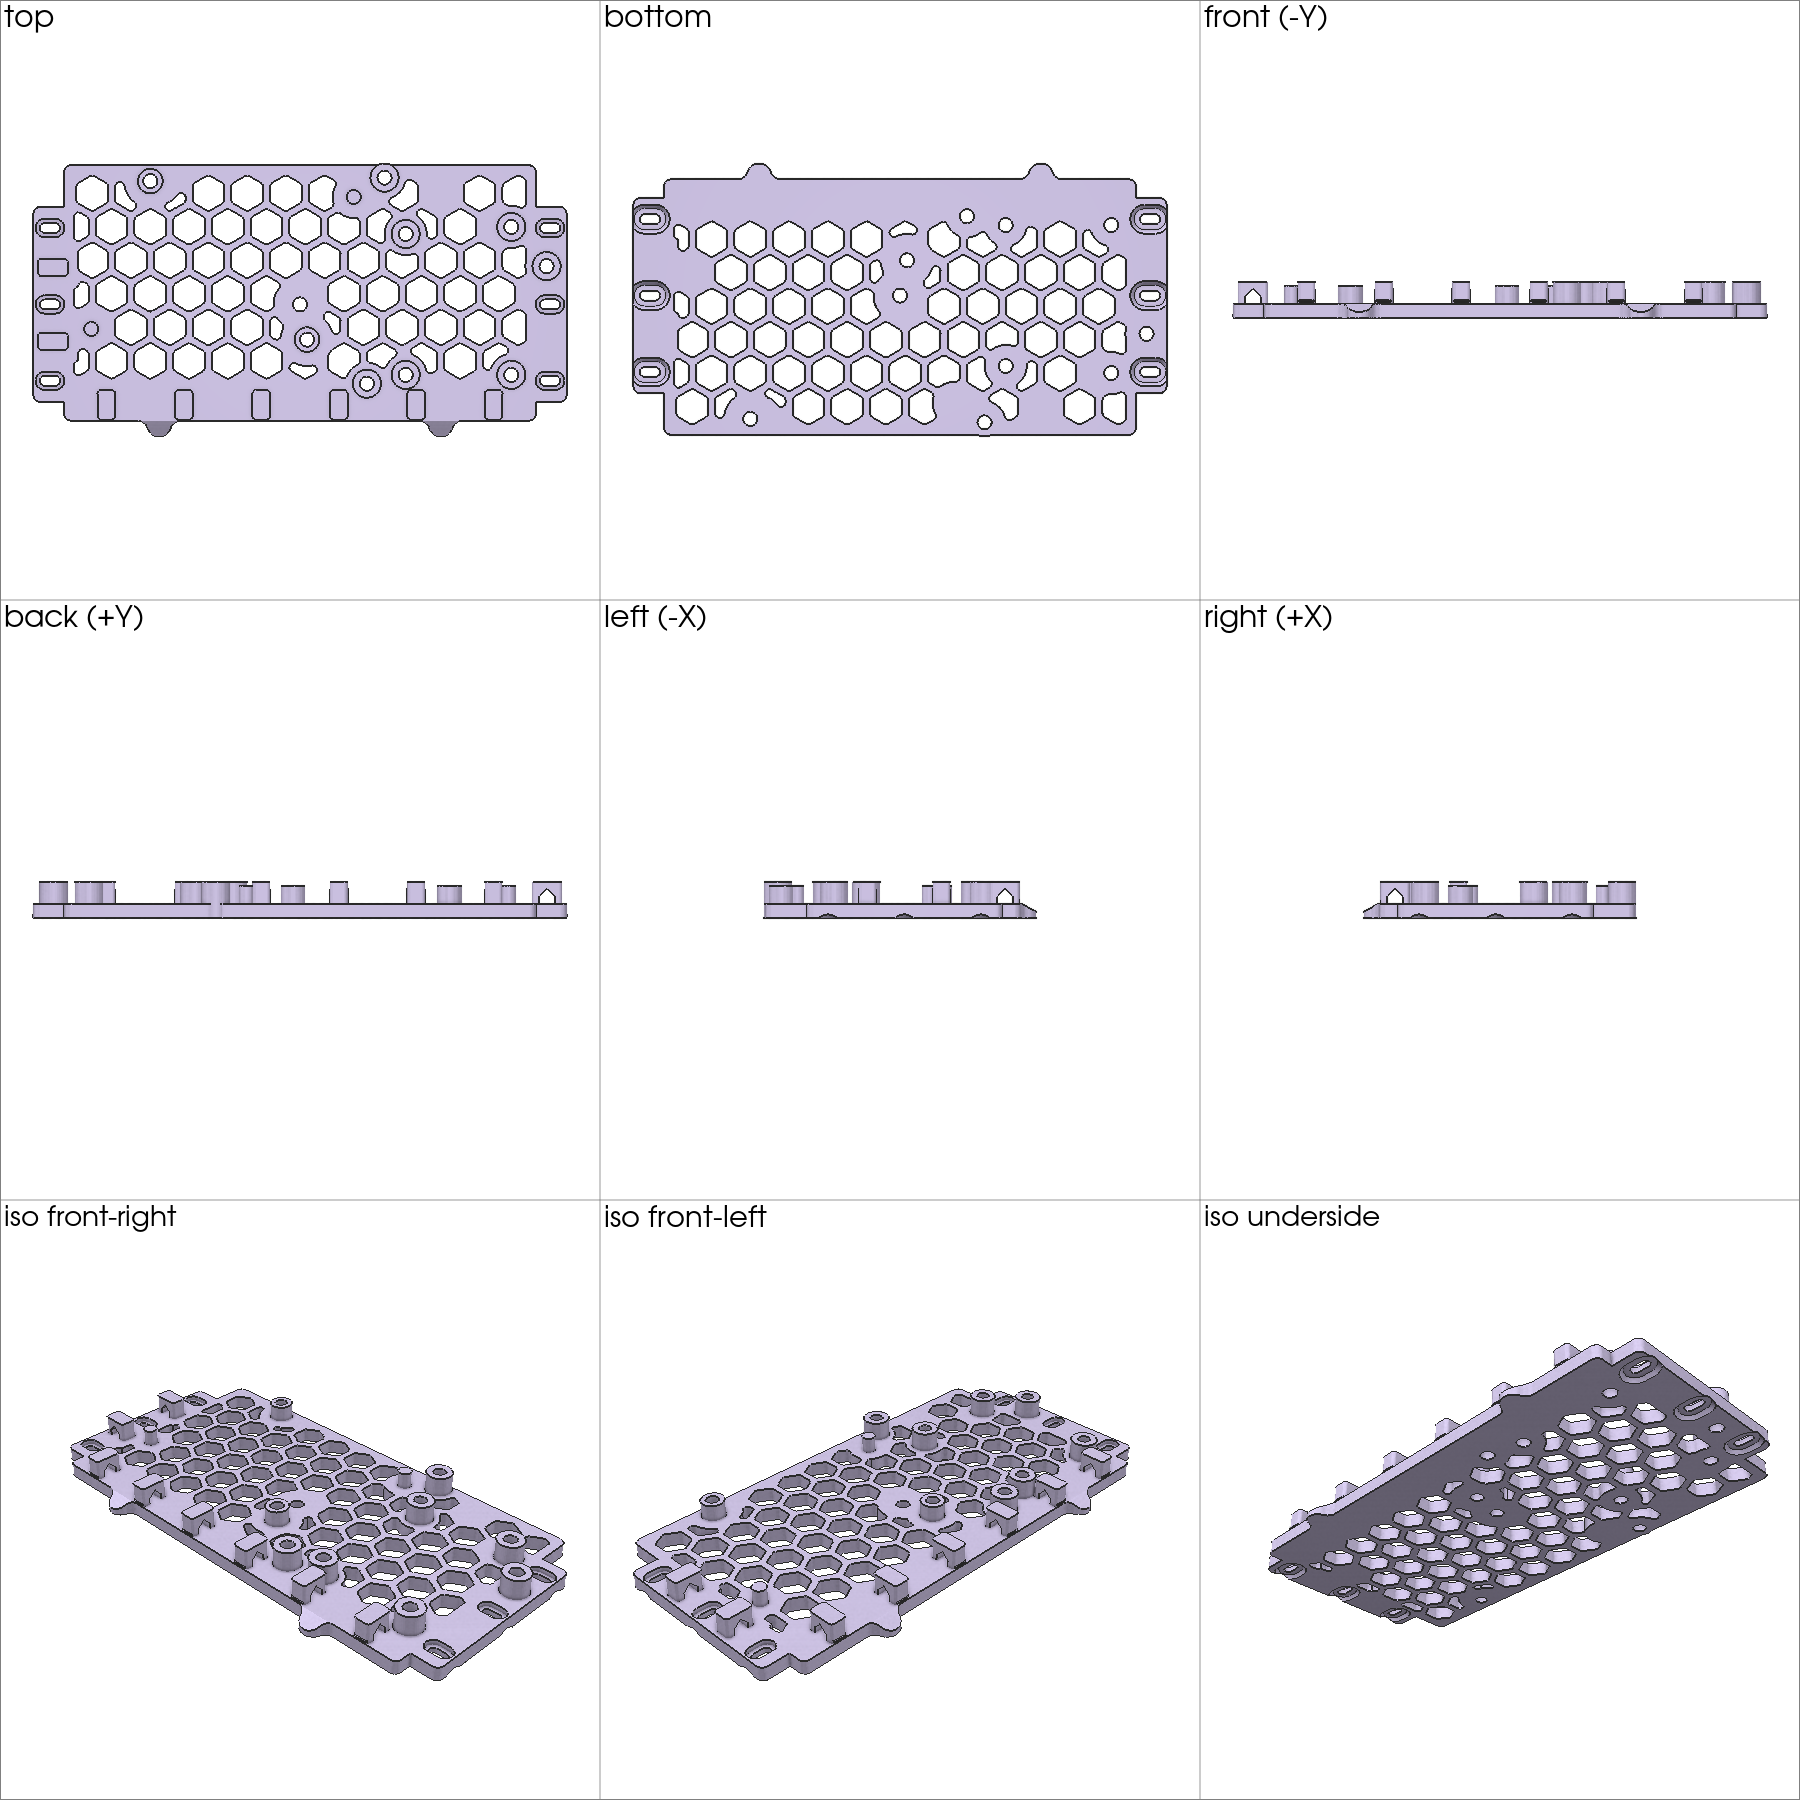 top
bottom
front (-Y)
back (+Y)
left (-X)
right (+X)
iso front-right
iso front-left
iso underside